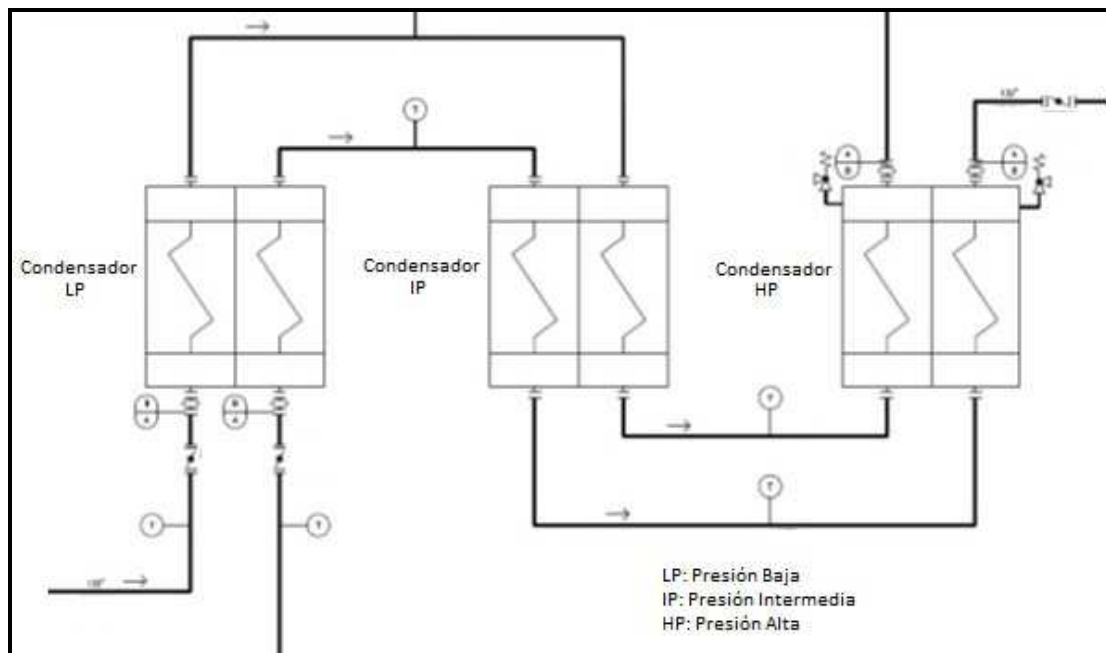 T
Condensador
LP
Condensador
IP
Condensador
HP
T
T
T
T
LP: Presión Baja
IP: Presión Intermedia
HP: Presión Alta